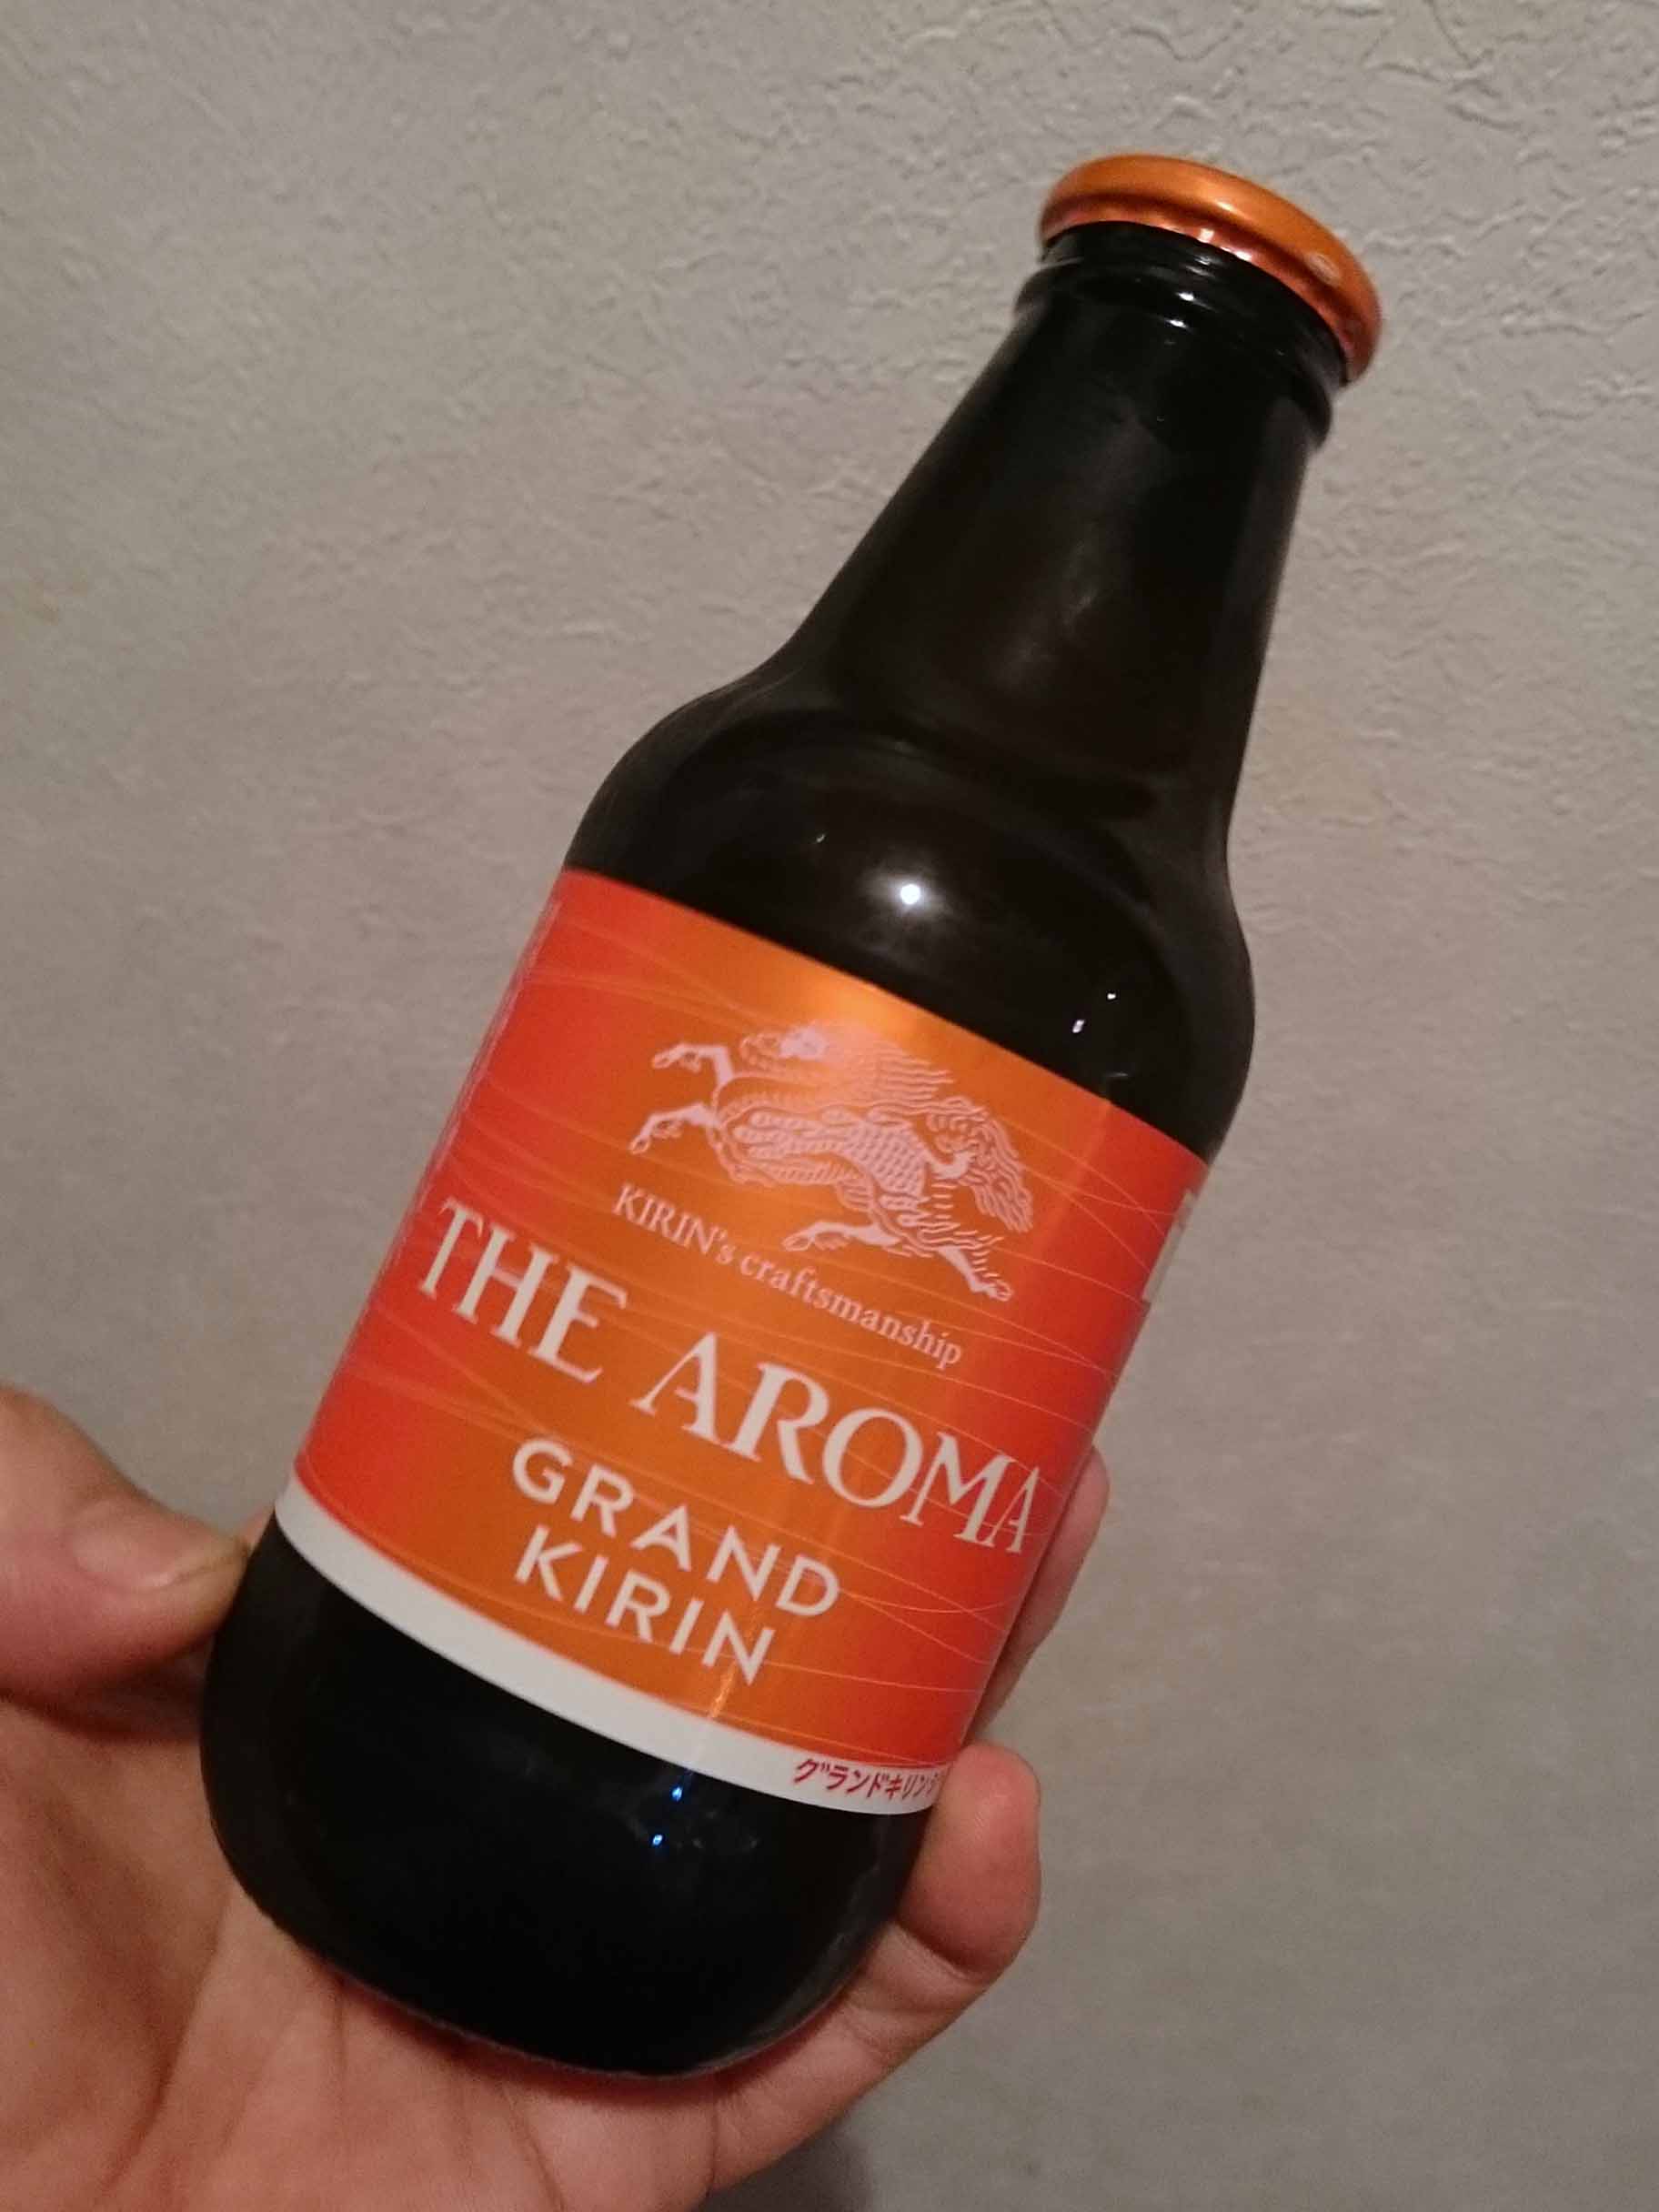 KIRIN's craftsmanship
THE AROMA
GRAND
KIRIN
グランドキリン